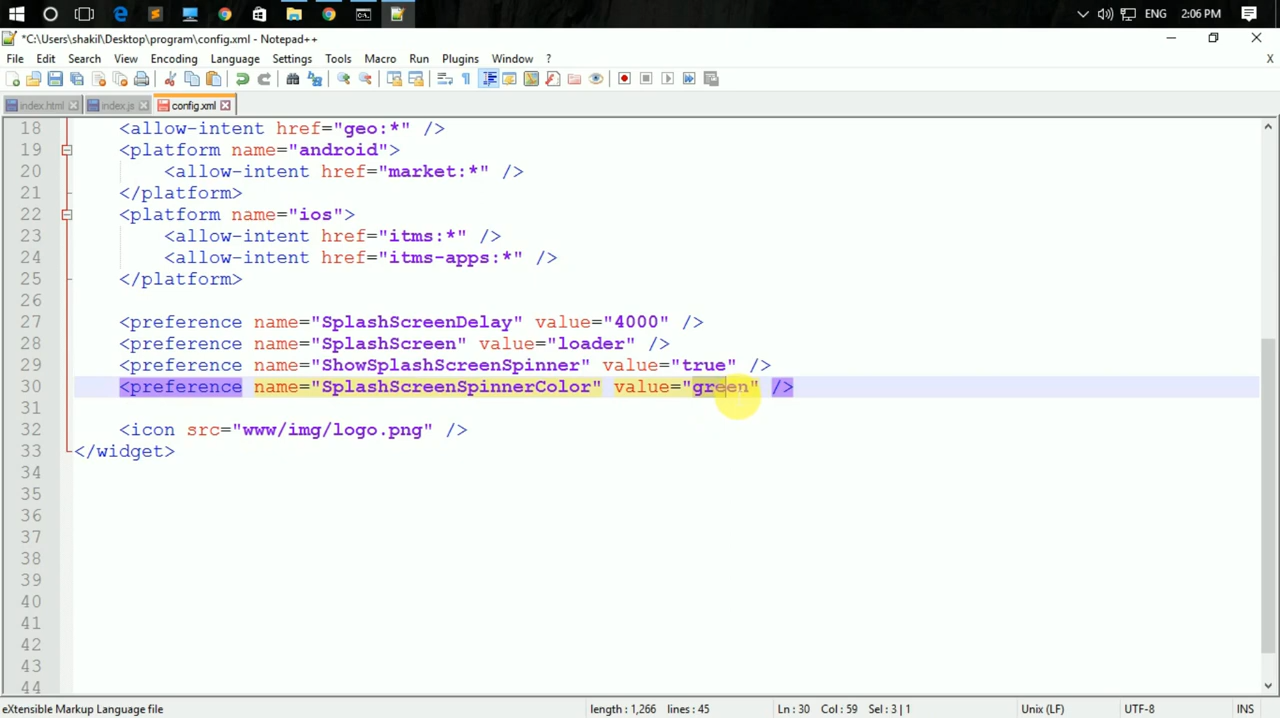 ENG 2:06 PM
*C:\Users\shakil\Desktop\program\config.xml - Notepad++
File Edit Search View Encoding Language Settings Tools Macro Run Plugins Window ? X
index.html index.js config.xml
18 <allow-intent href="geo:*" />
19 <platform name="android">
20 <allow-intent href="market:*" />
21 </platform>
22 <platform name="ios">
23 <allow-intent href="itms:*" />
24 <allow-intent href="itms-apps:*" />
25 </platform>
26
27 <preference name="SplashScreenDelay" value="4000" />
28 <preference name="SplashScreen" value="loader" />
29 <preference name="ShowSplashScreenSpinner" value="true" />
30 <preference name="SplashScreenSpinnerColor" value="green" />
31
32 <icon src="www/img/logo.png" />
33 </widget>
34
35
36
37
38
39
40
41
42
43
44
eXtensible Markup Language file length : 1,266 lines : 45 Ln : 30 Col : 59 Sel : 3 | 1 Unix (LF) UTF-8 INS